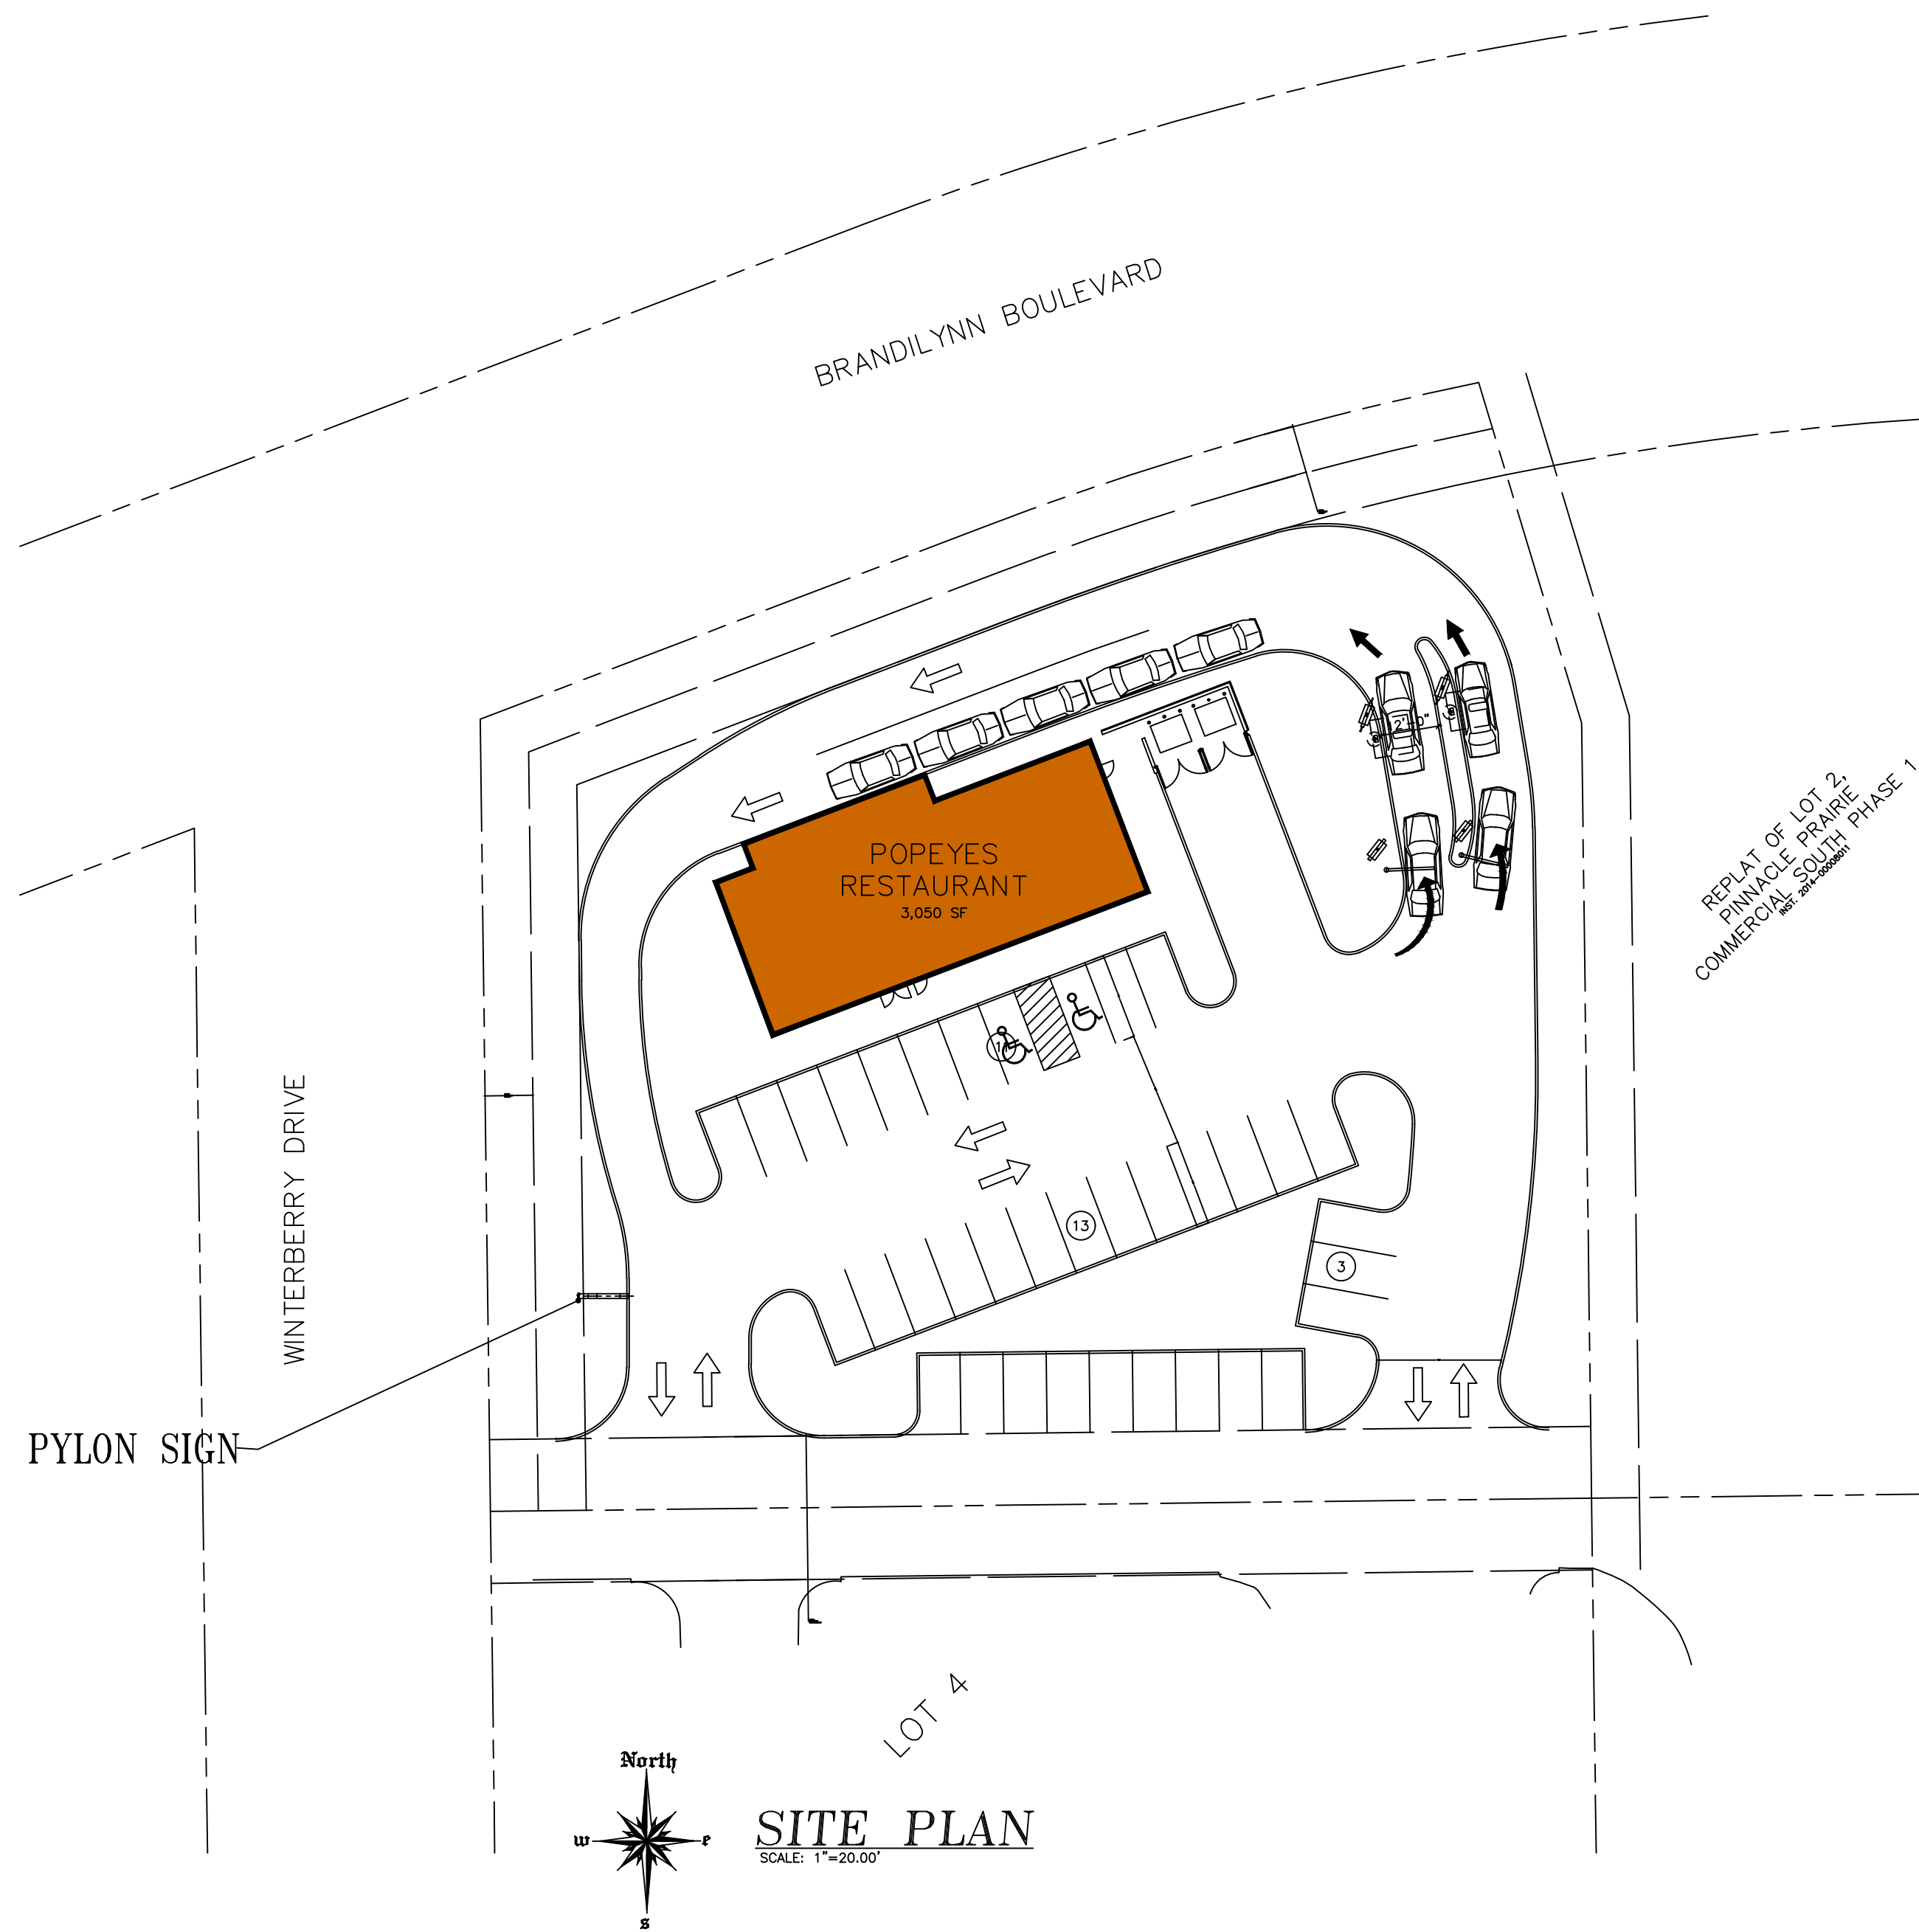 BRANDILYNN BOULEVARD
POPEYES
RESTAURANT
3,050 SF
REPLAT OF LOT 2,
PINNACLE PRAIRIE
COMMERCIAL SOUTH PHASE 1
INST. 2014-00008011
WINTERBERRY DRIVE
13
3
PYLON SIGN
LOT 4
North
w
e
s
SITE PLAN
SCALE: 1"=20.00'